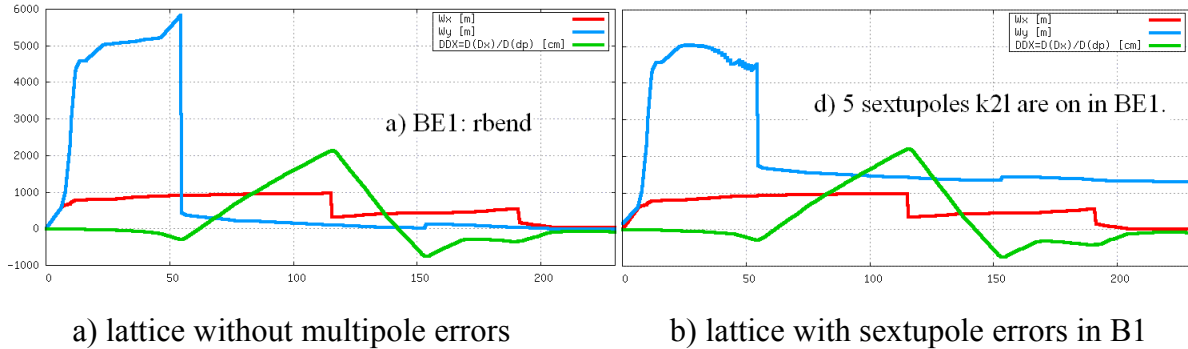 6000
5000
4000
3000
2000
1000
0
-1000
0 50 100 150 200
Wx [m]
Wy [m]
DDX=D(Dx)/D(dp) [cm]
a) BE1: rbend
0 50 100 150 200
Wx [m]
Wy [m]
DDX=D(Dx)/D(dp) [cm]
d) 5 sextupoles k2l are on in BE1.
a) lattice without multipole errors
b) lattice with sextupole errors in B1